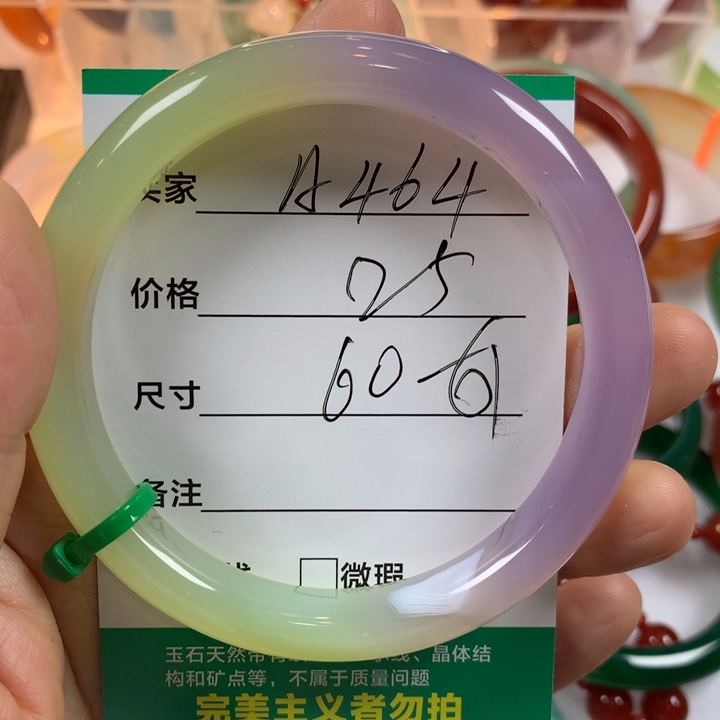 卖家 A464
价格 25
尺寸 60-61
备注
微瑕
玉石天然带有 线、晶体结
构和矿点等，不属于质量问题
完美主义者勿拍